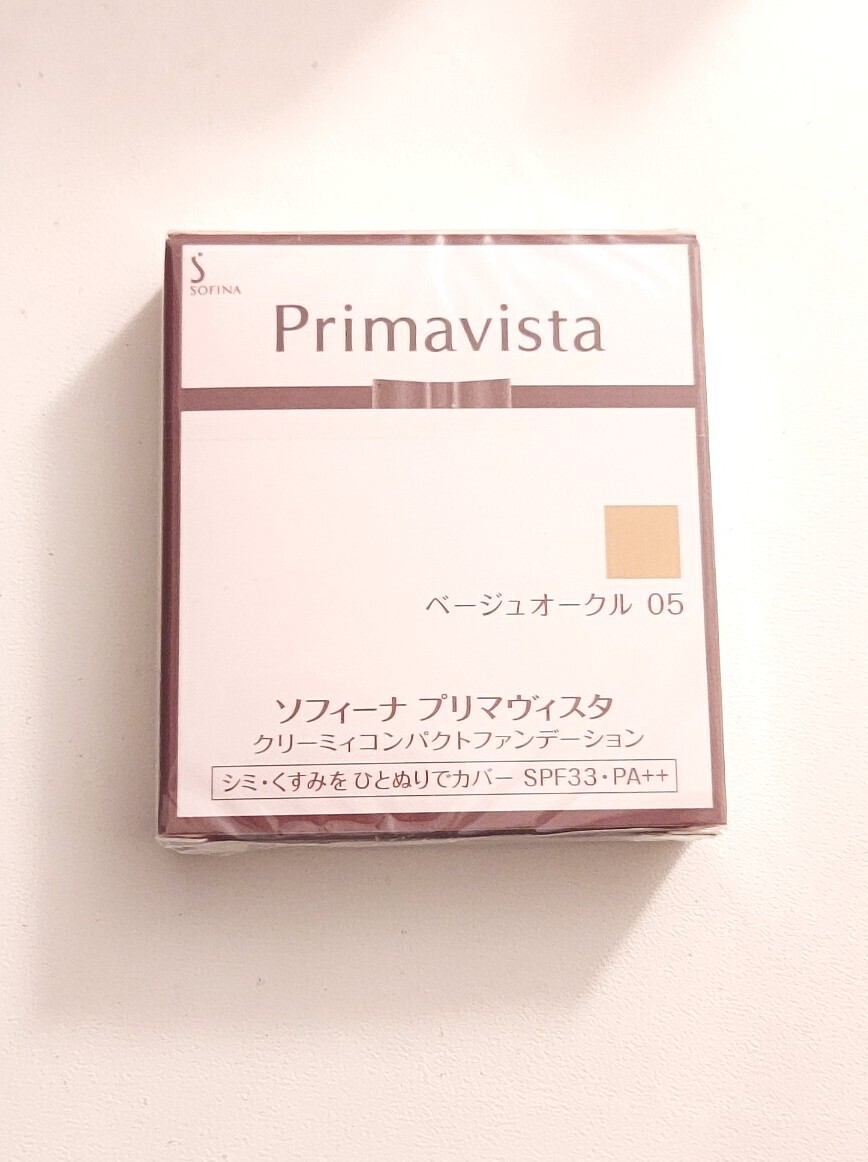 SOFINA
Primavista
ベージュオークル 05
ソフィーナ プリマヴィスタ
クリーミィコンパクトファンデーション
シミ・くすみを ひとぬりでカバー SPF33・PA++